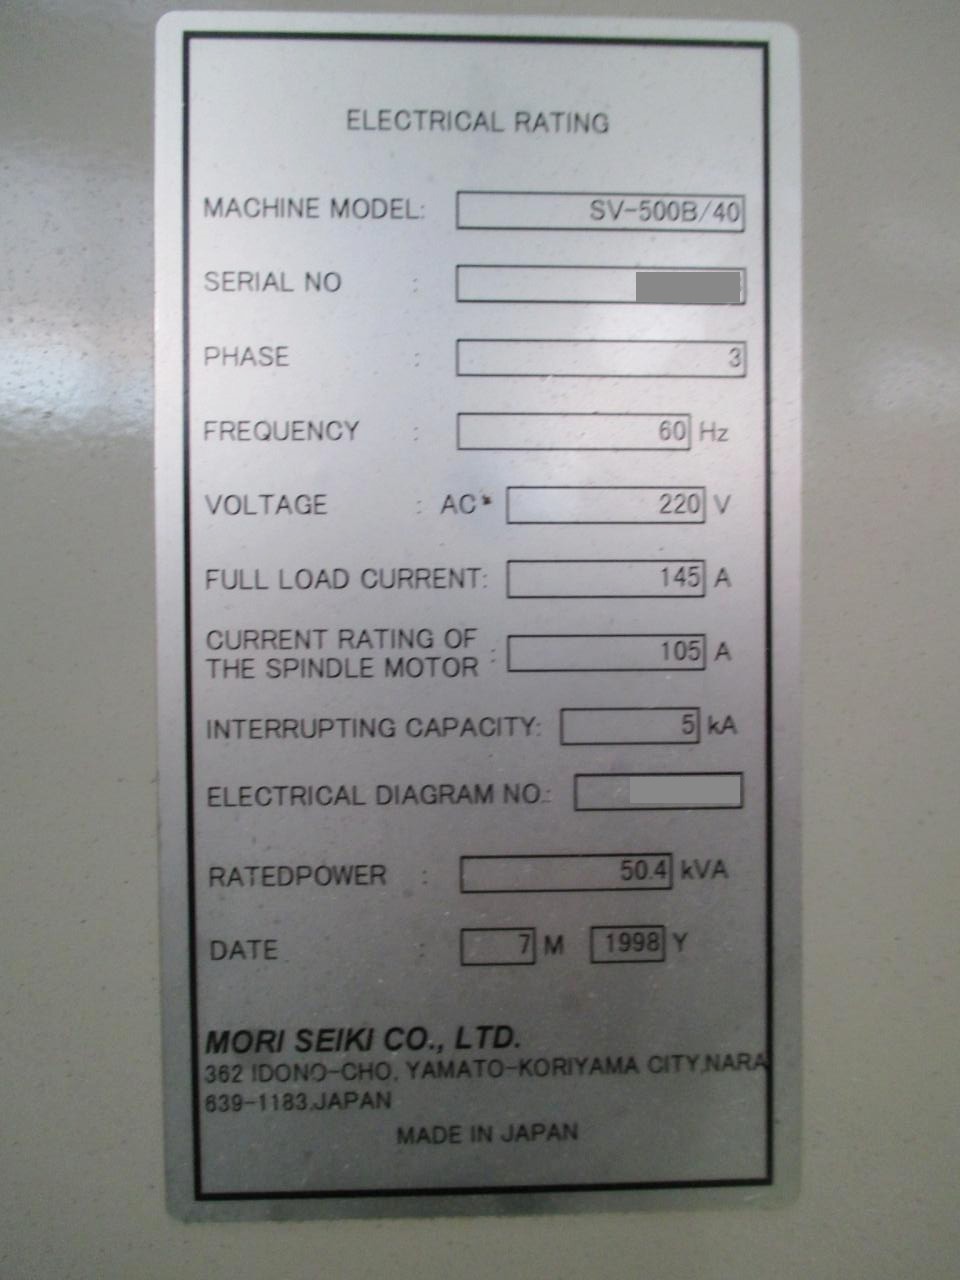 ELECTRICAL RATING
MACHINE MODEL: SV-500B/40
SERIAL NO :
PHASE : 3
FREQUENCY : 60 Hz
VOLTAGE : AC* 220 V
FULL LOAD CURRENT: 145 A
CURRENT RATING OF
THE SPINDLE MOTOR : 105 A
INTERRUPTING CAPACITY: 5 kA
ELECTRICAL DIAGRAM NO.:
RATEDPOWER : 50.4 kVA
DATE : 7 M 1998 Y
MORI SEIKI CO., LTD.
362 IDONO-CHO, YAMATO-KORIYAMA CITY,NARA
639-1183,JAPAN
MADE IN JAPAN